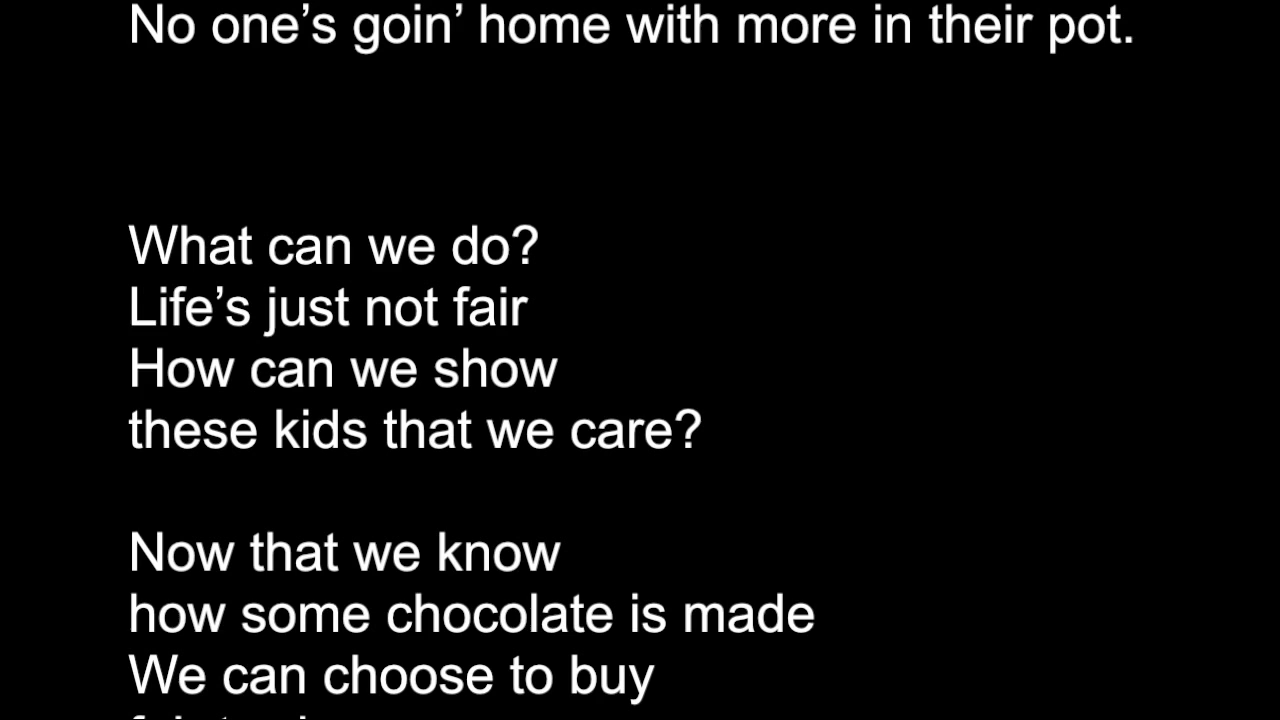 No one’s goin’ home with more in their pot.
What can we do?
Life’s just not fair
How can we show
these kids that we care?
Now that we know
how some chocolate is made
We can choose to buy